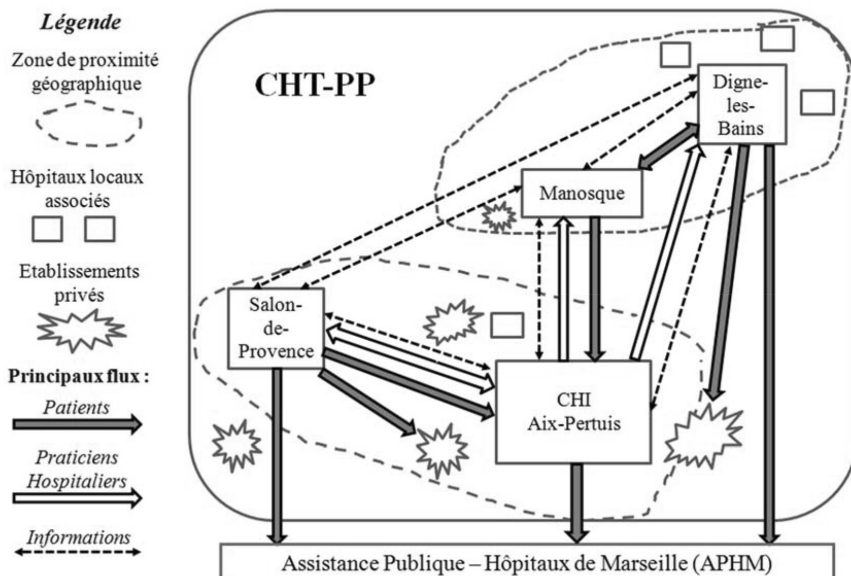 Légende
Zone de proximité
géographique
Hôpitaux locaux
associés
Etablissements
privés
Principaux flux :
Patients
Praticiens
Hospitaliers
Informations
CHT-PP
Digne-
les-
Bains
Manosque
Salon-
de-
Provence
CHI
Aix-Pertuis
Assistance Publique – Hôpitaux de Marseille (APHM)